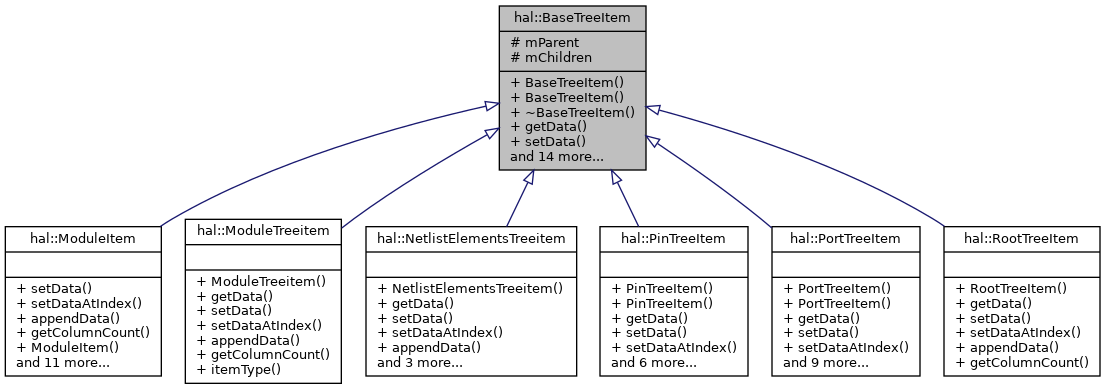 hal::BaseTreeItem
# mParent
# mChildren
+ BaseTreeItem()
+ BaseTreeItem()
+ ~BaseTreeItem()
+ getData()
+ setData()
and 14 more...
hal::ModuleItem
+ setData()
+ setDataAtIndex()
+ appendData()
+ getColumnCount()
+ ModuleItem()
and 11 more...
hal::ModuleTreeitem
+ ModuleTreeitem()
+ getData()
+ setData()
+ setDataAtIndex()
+ appendData()
+ getColumnCount()
+ itemType()
hal::NetlistElementsTreeitem
+ NetlistElementsTreeitem()
+ getData()
+ setData()
+ setDataAtIndex()
+ appendData()
and 3 more...
hal::PinTreeItem
+ PinTreeItem()
+ PinTreeItem()
+ getData()
+ setData()
+ setDataAtIndex()
and 6 more...
hal::PortTreeItem
+ PortTreeItem()
+ PortTreeItem()
+ getData()
+ setData()
+ setDataAtIndex()
and 9 more...
hal::RootTreeItem
+ RootTreeItem()
+ getData()
+ setData()
+ setDataAtIndex()
+ appendData()
+ getColumnCount()